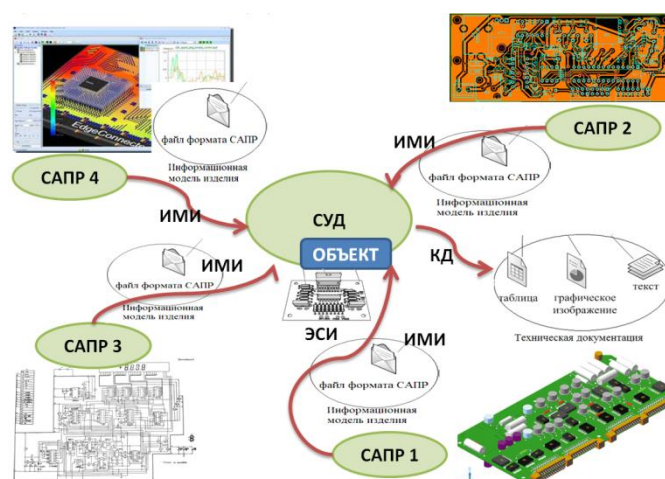 EdgeConnect
файл формата САПР
Информационная
модель изделия
САПР 4
ИМИ
ИМИ
САПР 2
файл формата САПР
Информационная модель
изделия
СУД
ОБЪЕКТ
КД
ИМИ
файл формата САПР
Информационная
модель изделия
таблица
графическое
изображение
текст
Техническая документация
САПР 3
ЭСИ
ИМИ
файл формата САПР
Информационная модель
изделия
САПР 1